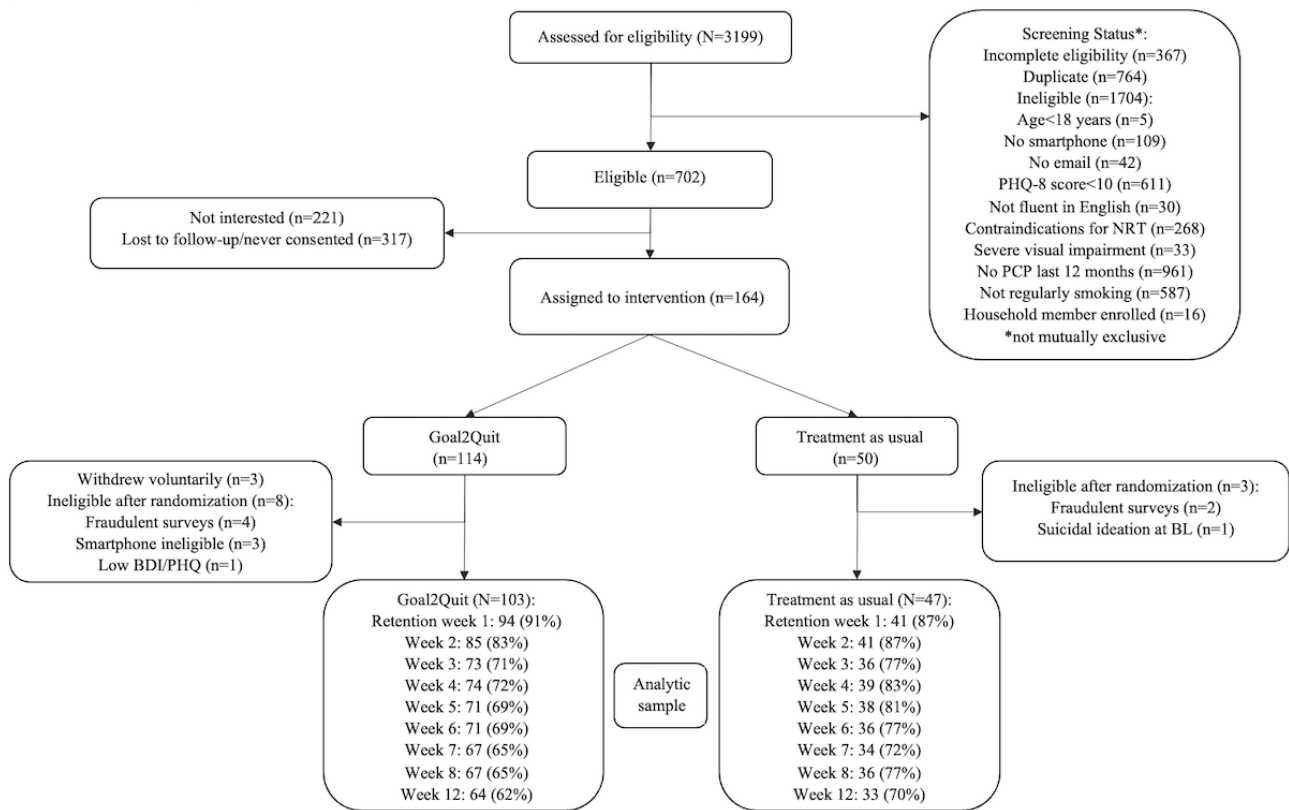 Assessed for eligibility (N=3199)
Screening Status*:
Incomplete eligibility (n=367)
Duplicate (n=764)
Ineligible (n=1704):
Age<18 years (n=5)
No smartphone (n=109)
No email (n=42)
PHQ-8 score<10 (n=611)
Not fluent in English (n=30)
Contraindications for NRT (n=268)
Severe visual impairment (n=33)
No PCP last 12 months (n=961)
Not regularly smoking (n=587)
Household member enrolled (n=16)
*not mutually exclusive
Eligible (n=702)
Not interested (n=221)
Lost to follow-up/never consented (n=317)
Assigned to intervention (n=164)
Goal2Quit
(n=114)
Treatment as usual
(n=50)
Withdrew voluntarily (n=3)
Ineligible after randomization (n=8):
Fraudulent surveys (n=4)
Smartphone ineligible (n=3)
Low BDI/PHQ (n=1)
Ineligible after randomization (n=3):
Fraudulent surveys (n=2)
Suicidal ideation at BL (n=1)
Goal2Quit (N=103):
Retention week 1: 94 (91%)
Week 2: 85 (83%)
Week 3: 73 (71%)
Week 4: 74 (72%)
Week 5: 71 (69%)
Week 6: 71 (69%)
Week 7: 67 (65%)
Week 8: 67 (65%)
Week 12: 64 (62%)
Analytic
sample
Treatment as usual (N=47):
Retention week 1: 41 (87%)
Week 2: 41 (87%)
Week 3: 36 (77%)
Week 4: 39 (83%)
Week 5: 38 (81%)
Week 6: 36 (77%)
Week 7: 34 (72%)
Week 8: 36 (77%)
Week 12: 33 (70%)